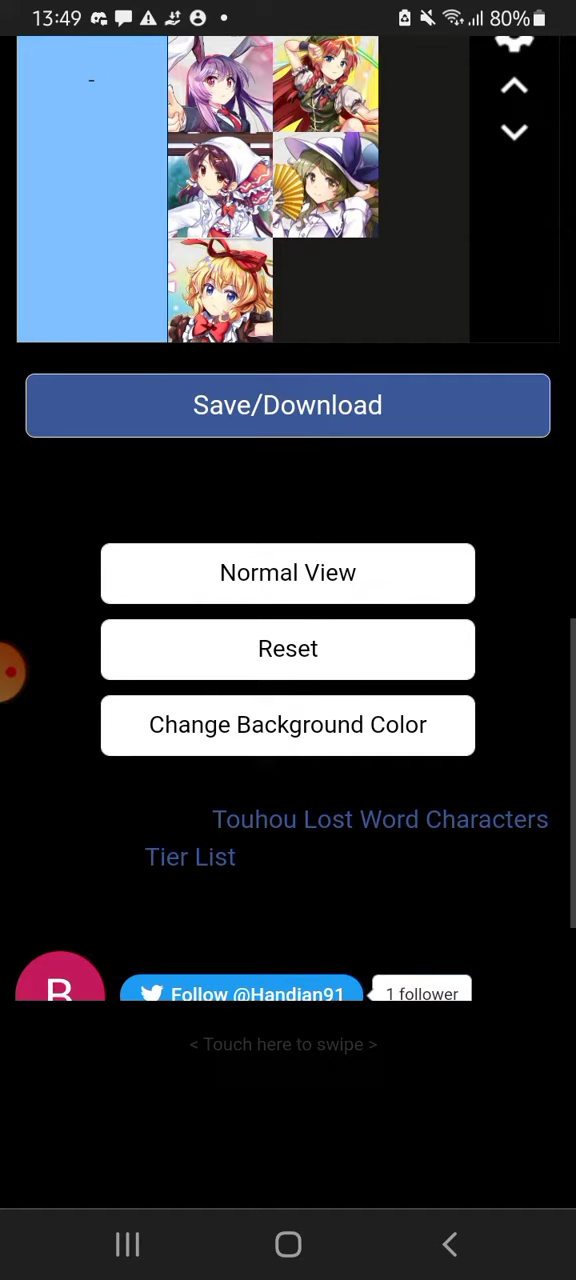 13:49
80%
-
Save/Download
Normal View
Reset
Change Background Color
Touhou Lost Word Characters
Tier List
B
Follow @Handian91
1 follower
< Touch here to swipe >